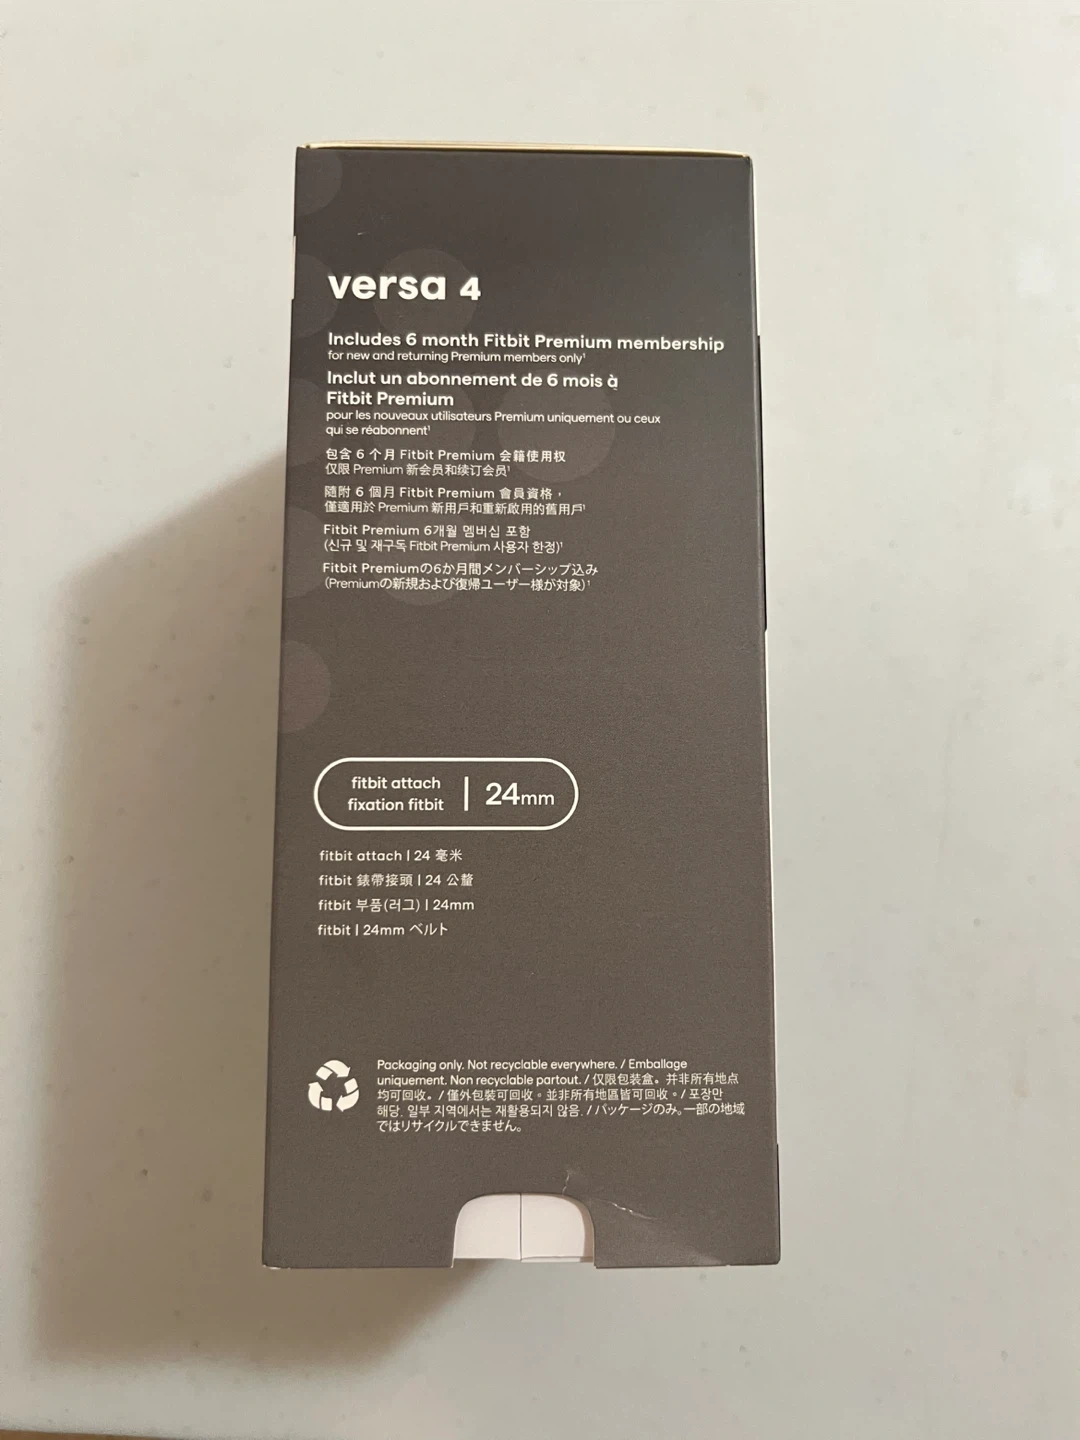 versa 4
Includes 6 month Fitbit Premium membership
for new and returning Premium members only¹
Inclut un abonnement de 6 mois à
Fitbit Premium
pour les nouveaux utilisateurs Premium uniquement ou ceux
qui se réabonnent¹
包含 6 个月 Fitbit Premium 会籍使用权
仅限 Premium 新会员和续订会员¹
隨附 6 個月 Fitbit Premium 會員資格，
僅適用於 Premium 新用戶和重新啟用的舊用戶¹
Fitbit Premium 6개월 멤버십 포함
(신규 및 재구독 Fitbit Premium 사용자 한정)¹
Fitbit Premiumの6か月間メンバーシップ込み
(Premiumの新規および復帰ユーザー様が対象)¹
fitbit attach
fixation fitbit | 24mm
fitbit attach | 24 毫米
fitbit 錶帶接頭 | 24 公釐
fitbit 부품(러그) | 24mm
fitbit | 24mm ベルト
Packaging only. Not recyclable everywhere. / Emballage
uniquement. Non recyclable partout. / 仅限包装盒。并非所有地点
均可回收。/ 僅外包裝可回收。並非所有地區皆可回收。/ 포장만
해당. 일부 지역에서는 재활용되지 않음. / パッケージのみ。一部の地域
ではリサイクルできません。